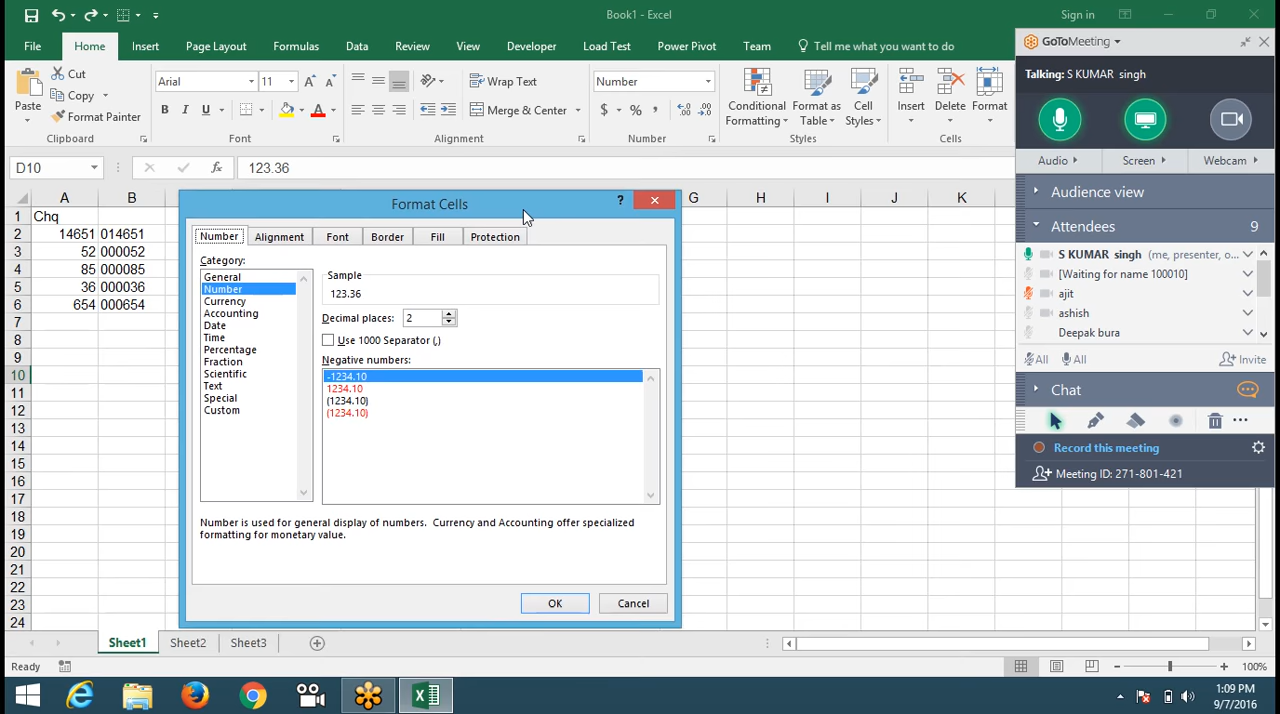 Book1 - Excel
Sign in
File Home Insert Page Layout Formulas Data Review View Developer Load Test Power Pivot Team Tell me what you want to do
Paste
Cut
Copy
Format Painter
Clipboard
Arial 11
B I U
A A
Font
Wrap Text
Merge & Center
Alignment
Number
$ % ,
Number
Conditional Formatting
Format as Table
Cell Styles
Styles
Insert Delete Format
Cells
D10 fx 123.36
A B G H I J K
1 Chq
2 14651 014651
3 52 000052
4 85 000085
5 36 000036
6 654 000654
7
8
9
10
11
12
13
14
15
16
17
18
19
20
21
22
23
24
Format Cells ?
Number Alignment Font Border Fill Protection
Category:
General
Number
Currency
Accounting
Date
Time
Percentage
Fraction
Scientific
Text
Special
Custom
Sample
123.36
Decimal places: 2
Use 1000 Separator (,)
Negative numbers:
-1234.10
1234.10
(1234.10)
(1234.10)
Number is used for general display of numbers. Currency and Accounting offer specialized
formatting for monetary value.
OK Cancel
GoToMeeting
Talking: S KUMAR singh
Audio Screen Webcam
Audience view
Attendees 9
S KUMAR singh (me, presenter, o...
[Waiting for name 100010]
ajit
ashish
Deepak bura
All All Invite
Chat
Record this meeting
Meeting ID: 271-801-421
Sheet1 Sheet2 Sheet3
Ready 100%
1:09 PM
9/7/2016